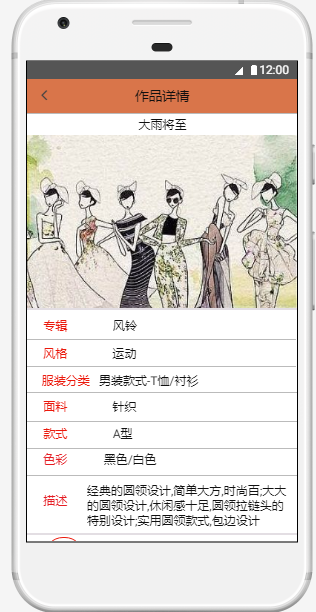 12:00
作品详情
大雨将至
专辑 风铃
风格 运动
服装分类 男装款式-T恤/衬衫
面料 针织
款式 A型
色彩 黑色/白色
描述 经典的圆领设计,简单大方,时尚百;大大
的圆领设计,休闲感十足,圆领拉链头的
特别设计;实用圆领款式,包边设计